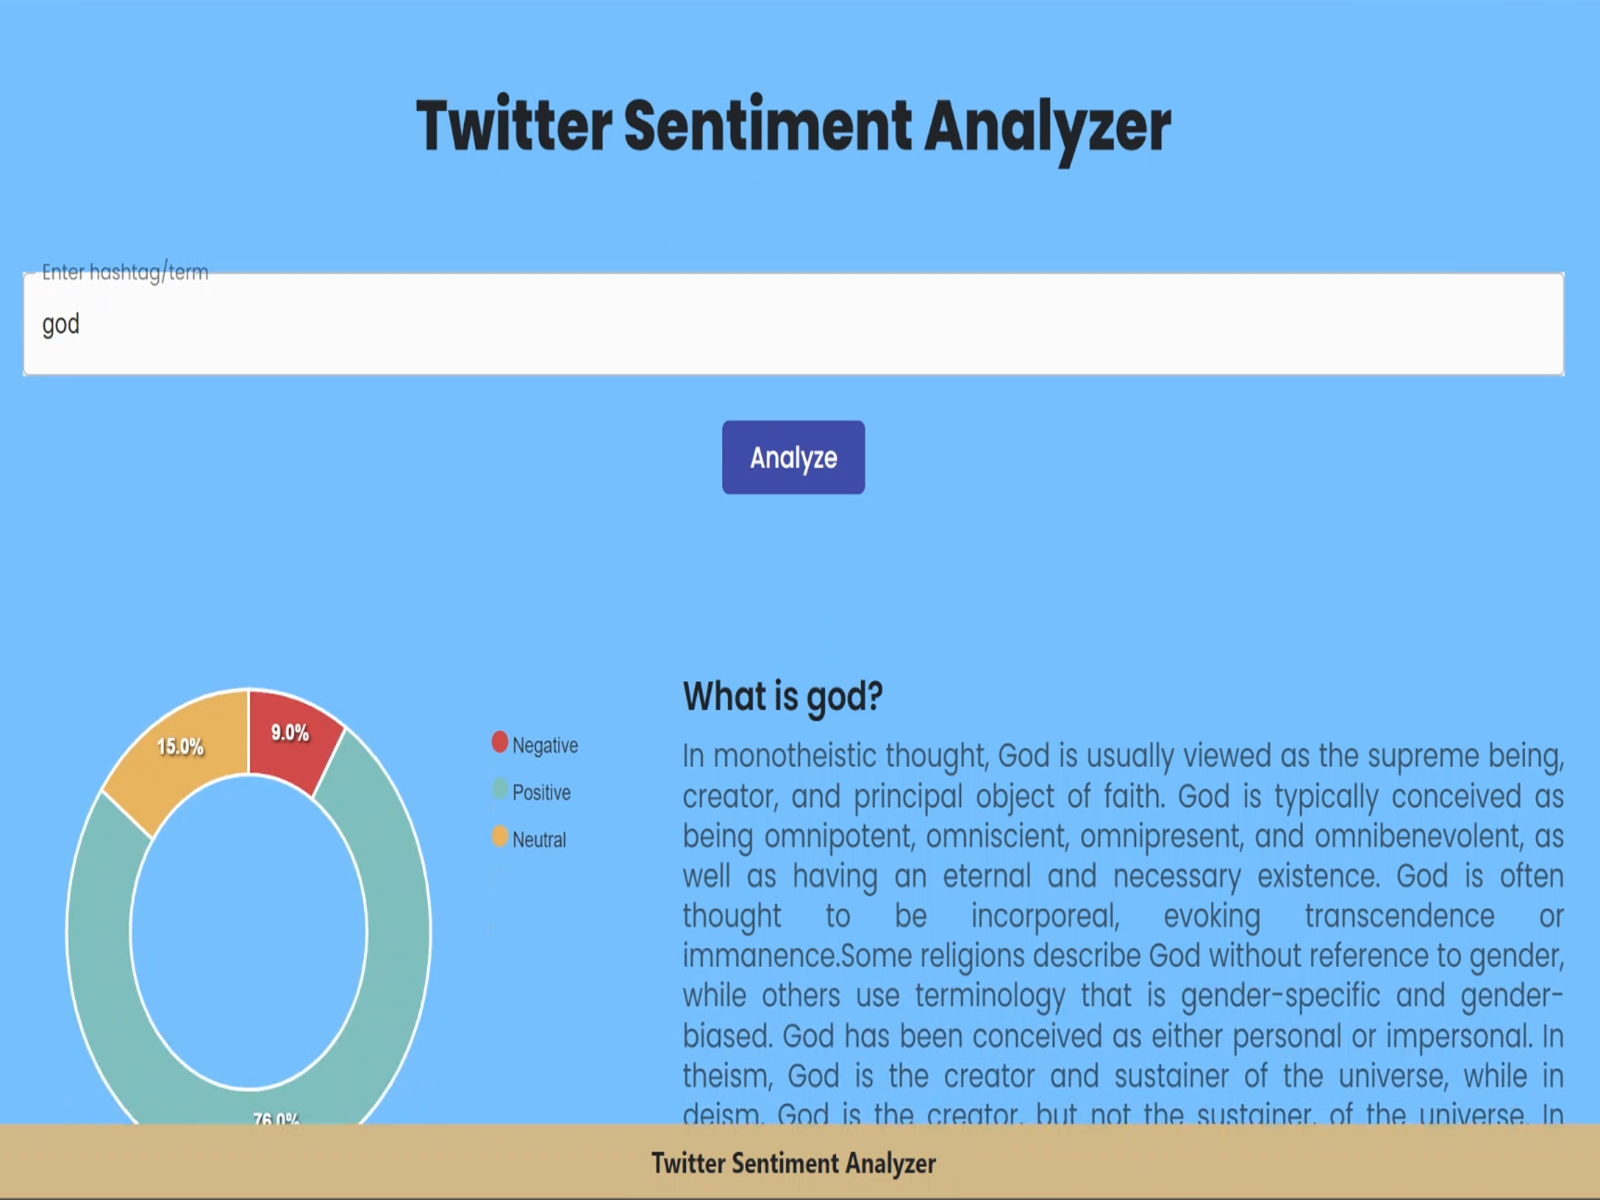 Twitter Sentiment Analyzer
Enter hashtag/term
god
Analyze
15.0%
9.0%
76.0%
Negative
Positive
Neutral
What is god?
In monotheistic thought, God is usually viewed as the supreme being,
creator, and principal object of faith. God is typically conceived as
being omnipotent, omniscient, omnipresent, and omnibenevolent, as
well as having an eternal and necessary existence. God is often
thought to be incorporeal, evoking transcendence or
immanence.Some religions describe God without reference to gender,
while others use terminology that is gender-specific and gender-
biased. God has been conceived as either personal or impersonal. In
theism, God is the creator and sustainer of the universe, while in
deism, God is the creator, but not the sustainer, of the universe. In
Twitter Sentiment Analyzer